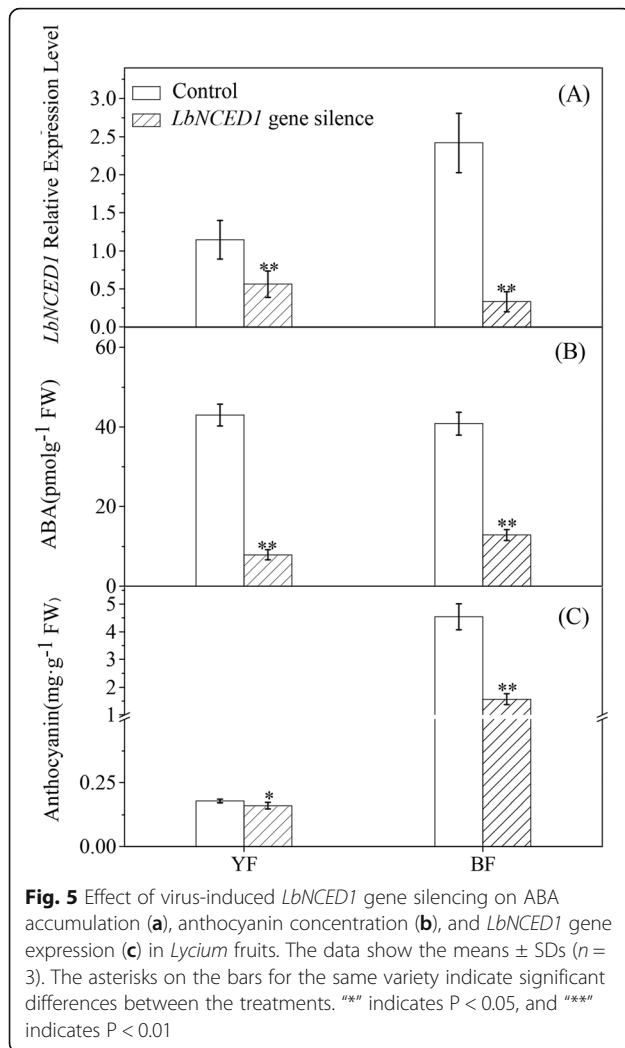 Control
LbNCED1 gene silence
(A)
LbNCED1 Relative Expression Level
3.0
2.5
2.0
1.5
1.0
0.5
0.0
**
**
(B)
ABA(pmolg-1 FW)
60
40
20
0
**
**
(C)
Anthocyanin(mg·g-1 FW)
5
4
3
2
1
0.25
0.00
*
**
YF
BF
Fig. 5 Effect of virus-induced LbNCED1 gene silencing on ABA
accumulation (a), anthocyanin concentration (b), and LbNCED1 gene
expression (c) in Lycium fruits. The data show the means ± SDs (n =
3). The asterisks on the bars for the same variety indicate significant
differences between the treatments. “*” indicates P < 0.05, and “**”
indicates P < 0.01